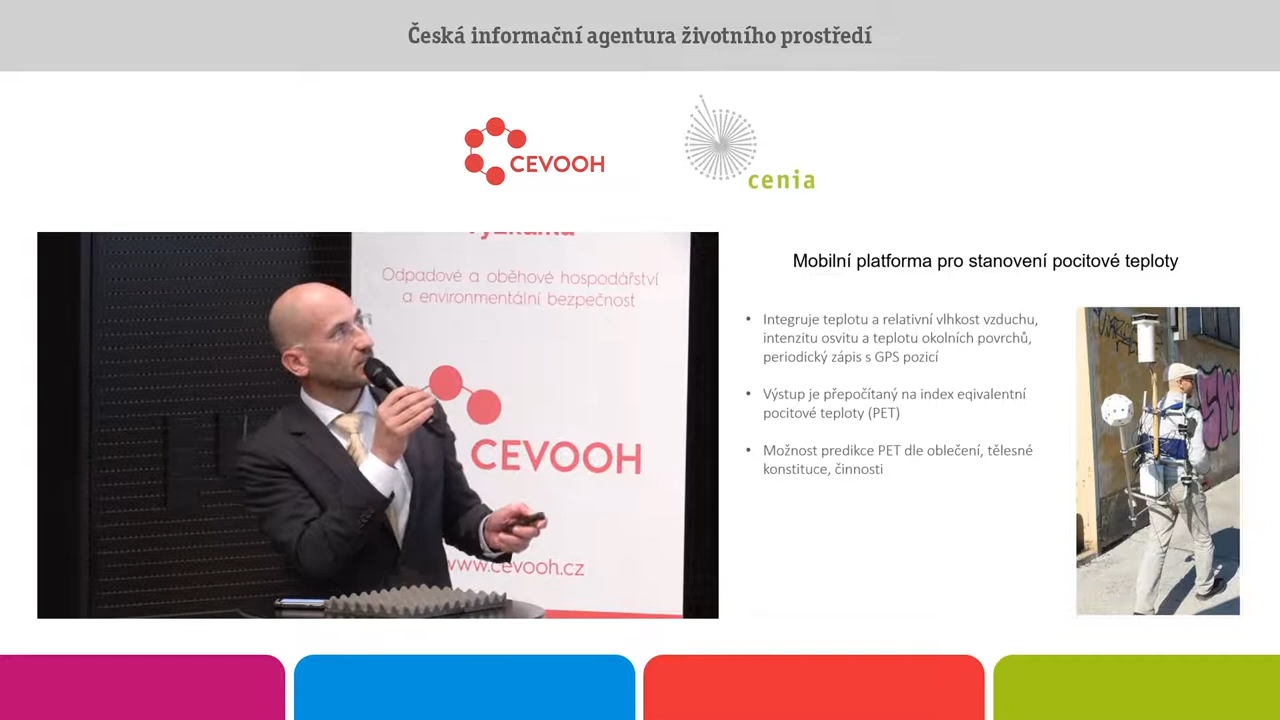 Česká informační agentura životního prostředí
CEVOOH
cenia
Odpadové a oběhové hospodářství
a environmentální bezpečnost
CEVOOH
www.cevooh.cz
Mobilní platforma pro stanovení pocitové teploty
• Integruje teplotu a relativní vlhkost vzduchu,
intenzitu osvitu a teplotu okolních povrchů,
periodický zápis s GPS pozicí
• Výstup je přepočítaný na index eqivalentní
pocitové teploty (PET)
• Možnost predikce PET dle oblečení, tělesné
konstituce, činnosti